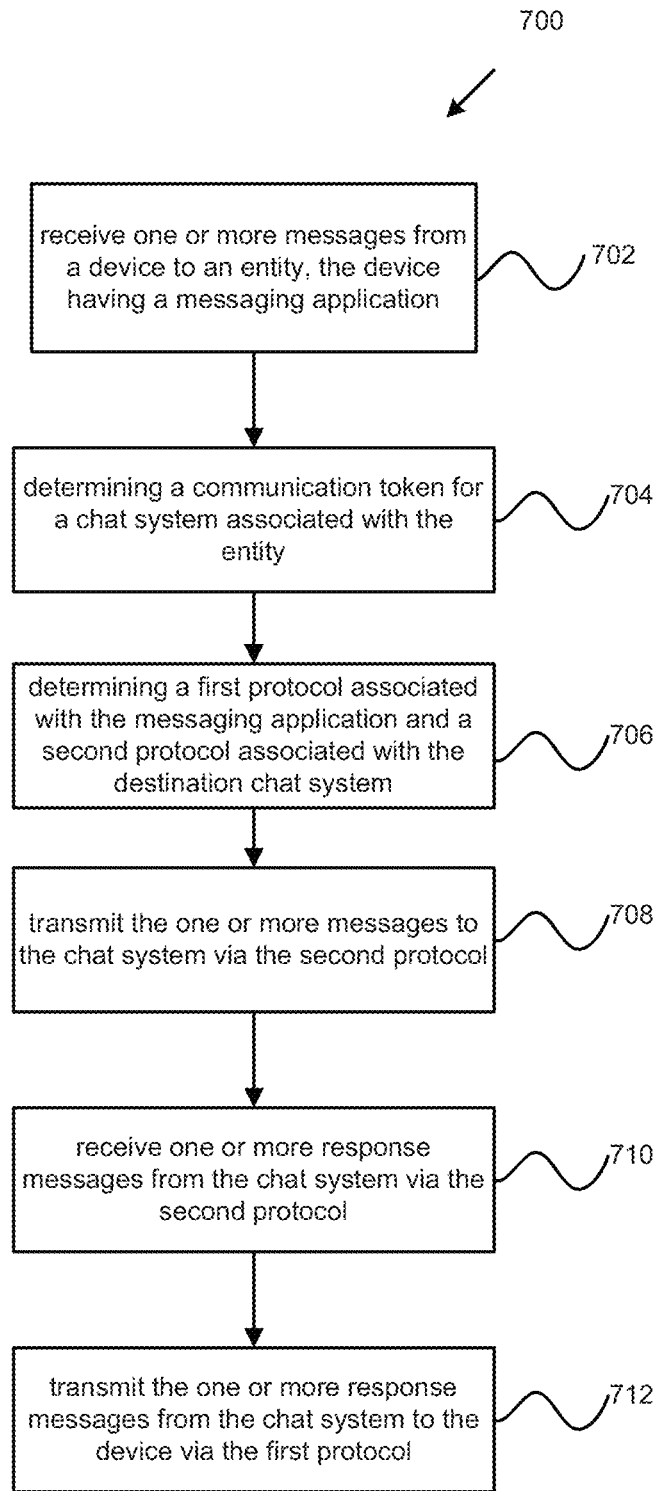 700
receive one or more messages from
a device to an entity, the device
having a messaging application
702
determining a communication token for
a chat system associated with the
entity
704
determining a first protocol associated
with the messaging application and a
second protocol associated with the
destination chat system
706
transmit the one or more messages to
the chat system via the second protocol
708
receive one or more response
messages from the chat system via the
second protocol
710
transmit the one or more response
messages from the chat system to the
device via the first protocol
712